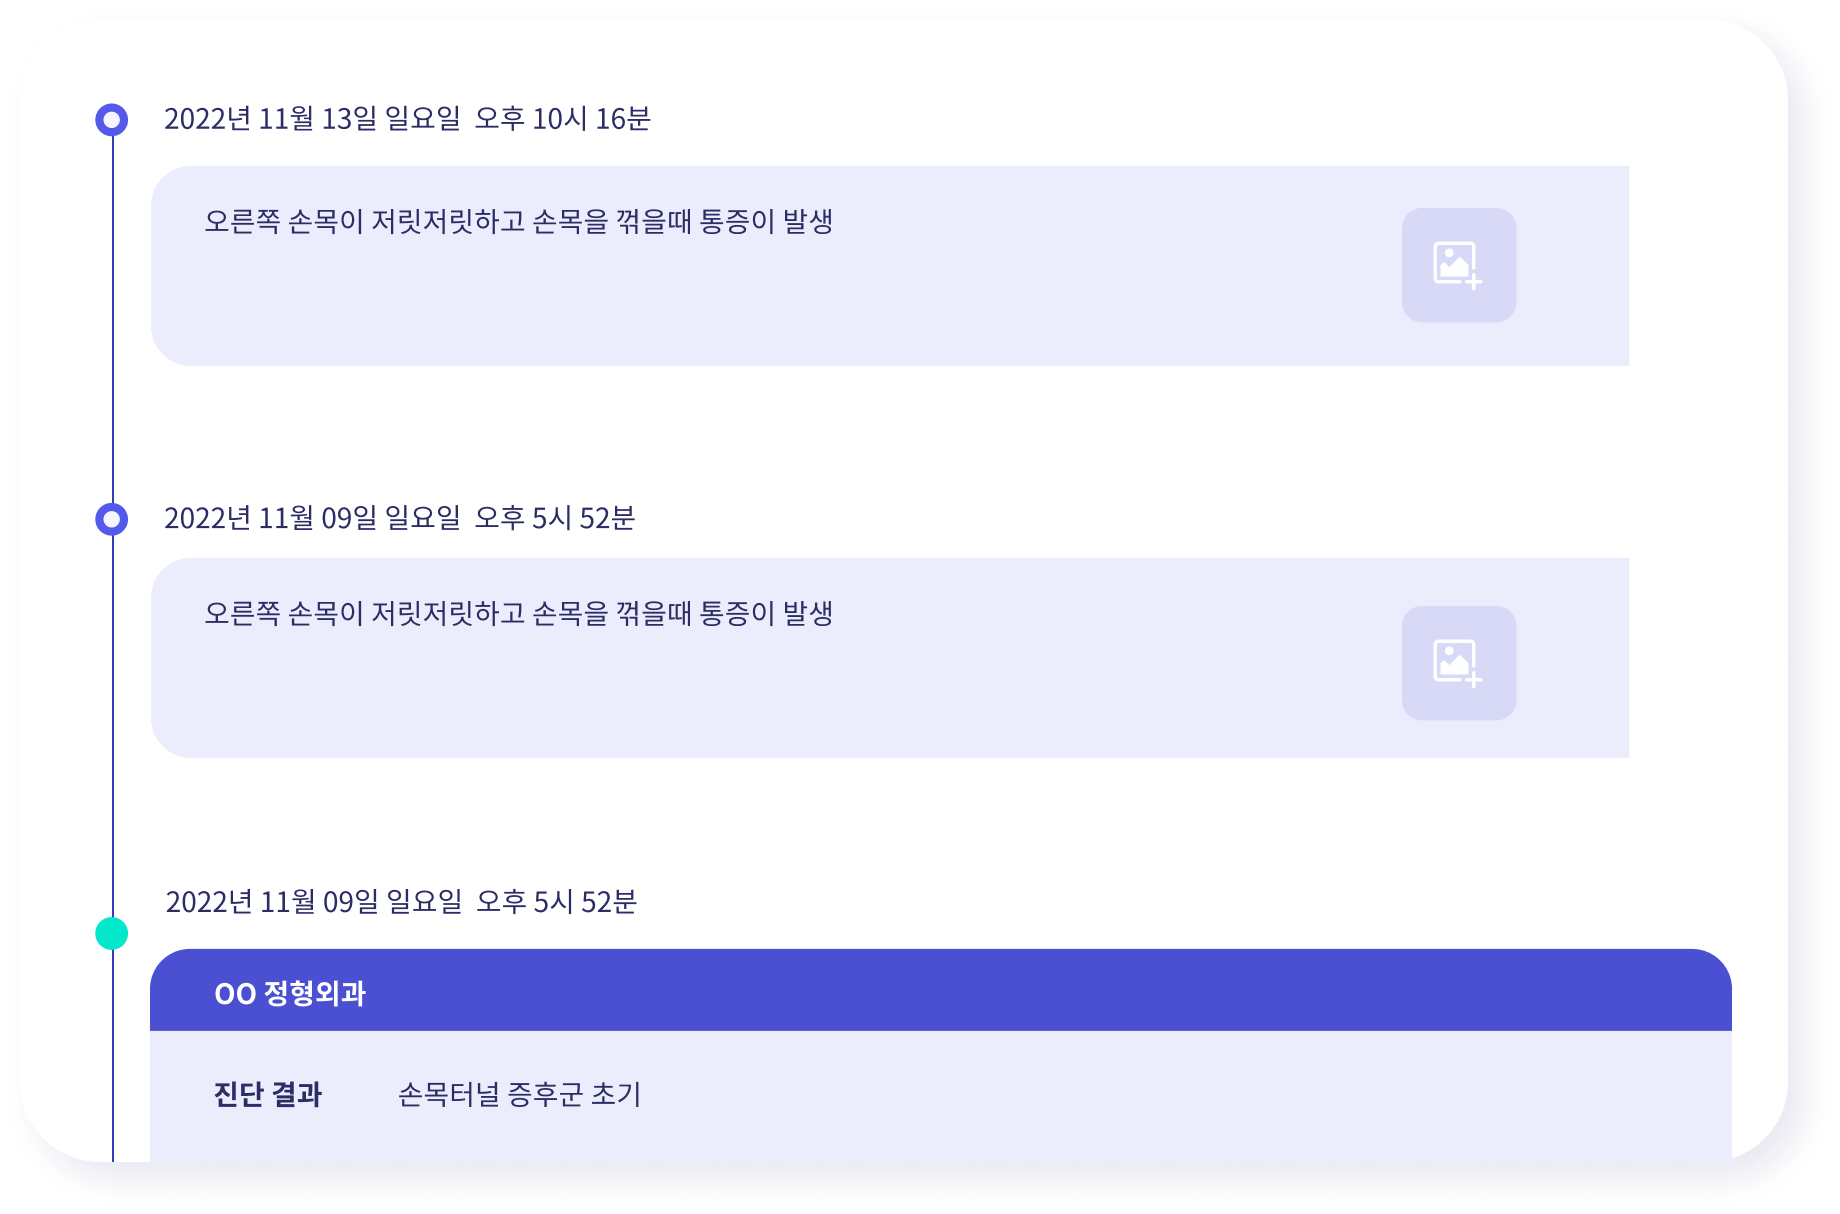 2022년 11월 13일 일요일 오후 10시 16분
오른쪽 손목이 저릿저릿하고 손목을 꺾을때 통증이 발생
2022년 11월 09일 일요일 오후 5시 52분
오른쪽 손목이 저릿저릿하고 손목을 꺾을때 통증이 발생
2022년 11월 09일 일요일 오후 5시 52분
OO 정형외과
진단 결과 손목터널 증후군 초기